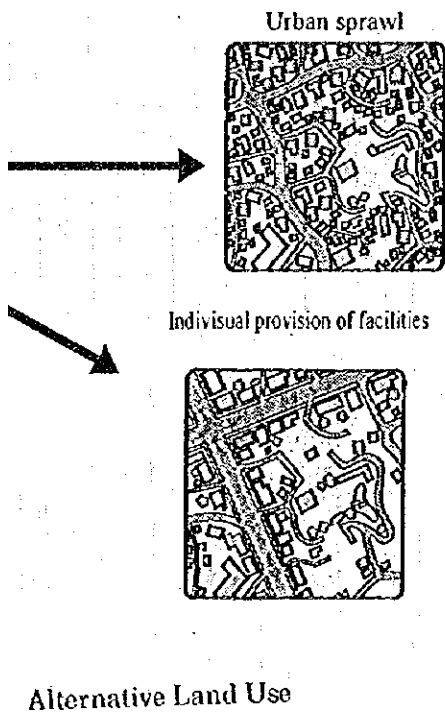 Urban sprawl
Indivisual provision of facilities
Alternative Land Use